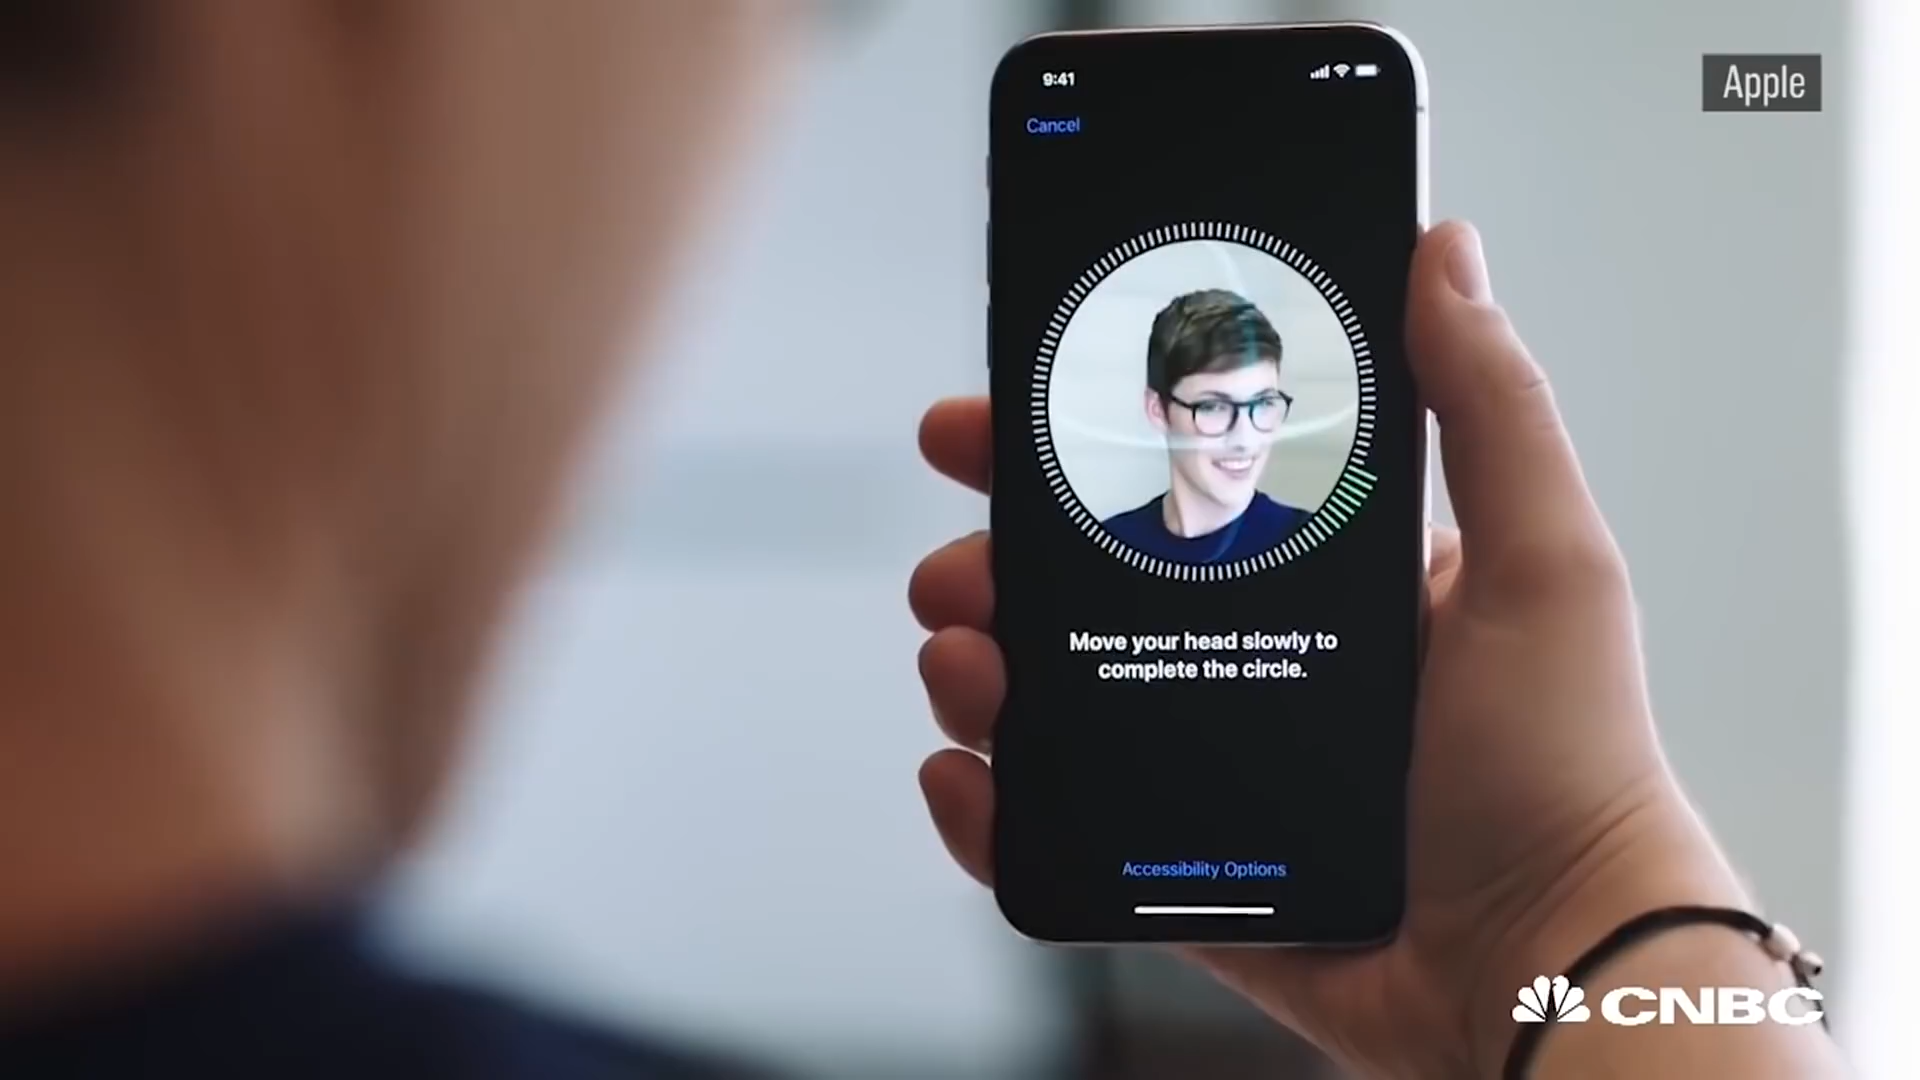 9:41
Apple
Cancel
Move your head slowly to
complete the circle.
Accessibility Options
CNBC